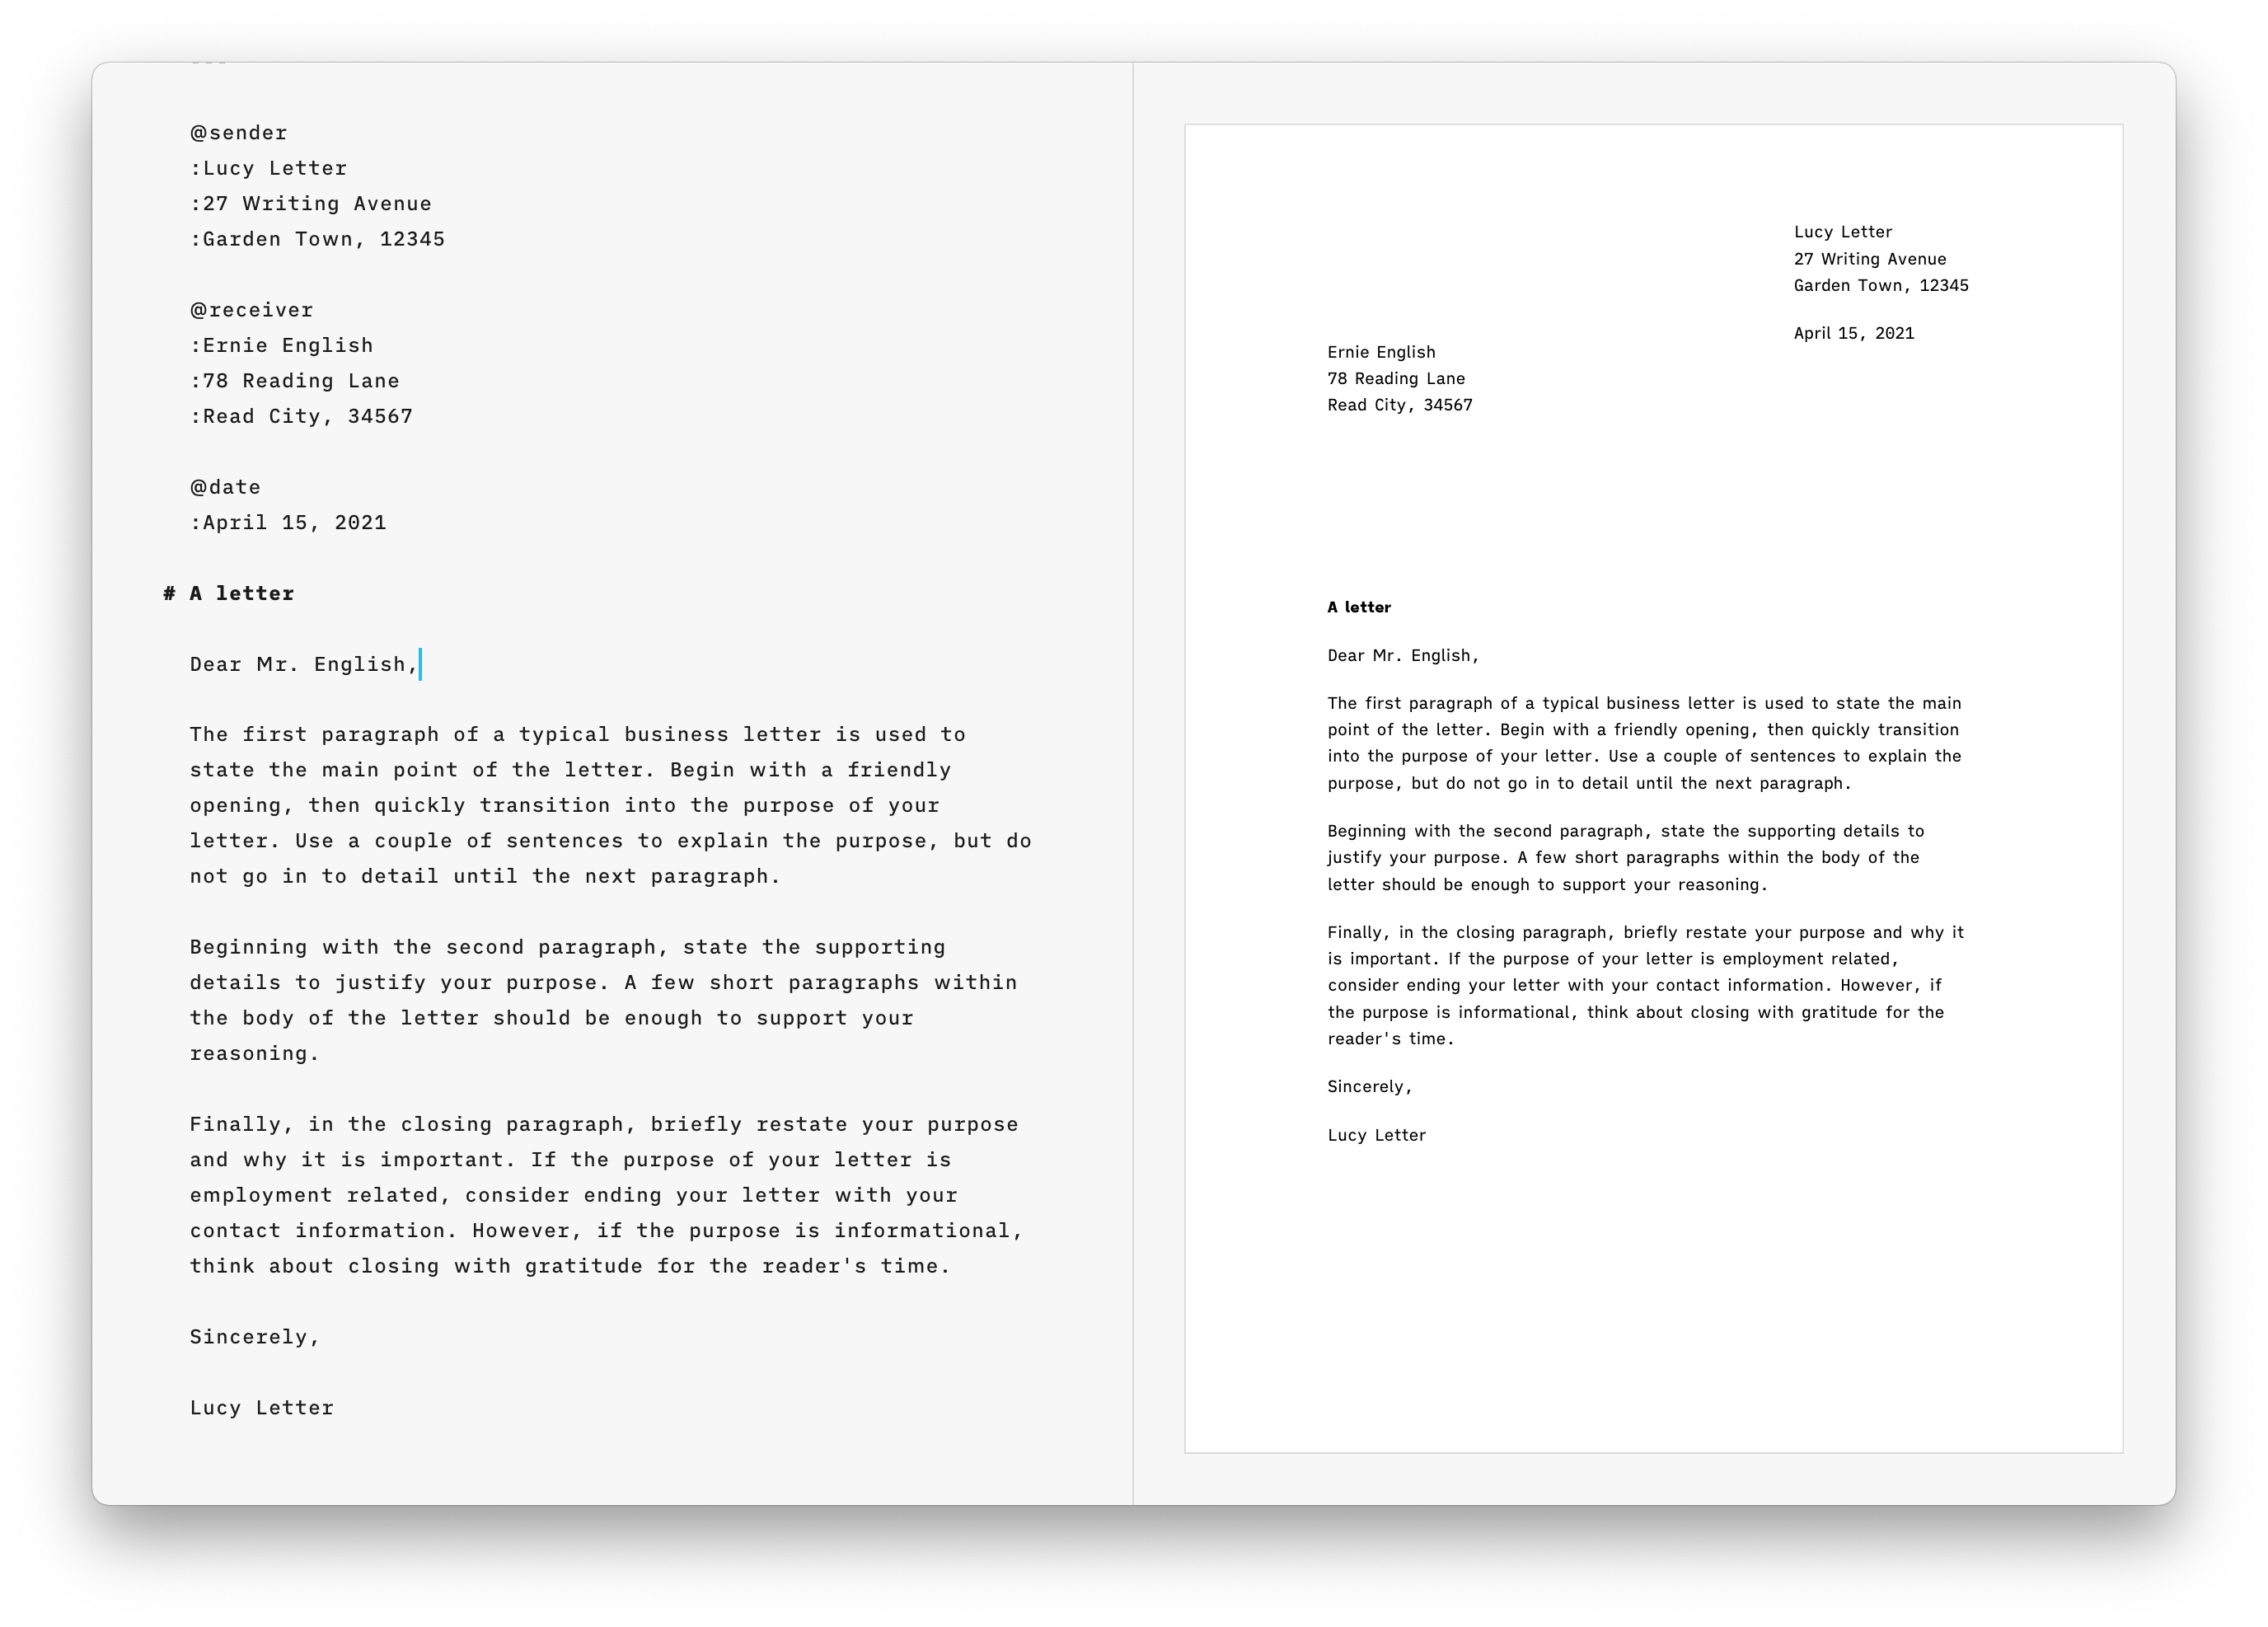 @sender
:Lucy Letter
:27 Writing Avenue
:Garden Town, 12345
@receiver
:Ernie English
:78 Reading Lane
:Read City, 34567
@date
:April 15, 2021
# A letter
Dear Mr. English,
The first paragraph of a typical business letter is used to
state the main point of the letter. Begin with a friendly
opening, then quickly transition into the purpose of your
letter. Use a couple of sentences to explain the purpose, but do
not go in to detail until the next paragraph.
Beginning with the second paragraph, state the supporting
details to justify your purpose. A few short paragraphs within
the body of the letter should be enough to support your
reasoning.
Finally, in the closing paragraph, briefly restate your purpose
and why it is important. If the purpose of your letter is
employment related, consider ending your letter with your
contact information. However, if the purpose is informational,
think about closing with gratitude for the reader's time.
Sincerely,
Lucy Letter
Lucy Letter
27 Writing Avenue
Garden Town, 12345
April 15, 2021
Ernie English
78 Reading Lane
Read City, 34567
A letter
Dear Mr. English,
The first paragraph of a typical business letter is used to state the main
point of the letter. Begin with a friendly opening, then quickly transition
into the purpose of your letter. Use a couple of sentences to explain the
purpose, but do not go in to detail until the next paragraph.
Beginning with the second paragraph, state the supporting details to
justify your purpose. A few short paragraphs within the body of the
letter should be enough to support your reasoning.
Finally, in the closing paragraph, briefly restate your purpose and why it
is important. If the purpose of your letter is employment related,
consider ending your letter with your contact information. However, if
the purpose is informational, think about closing with gratitude for the
reader's time.
Sincerely,
Lucy Letter